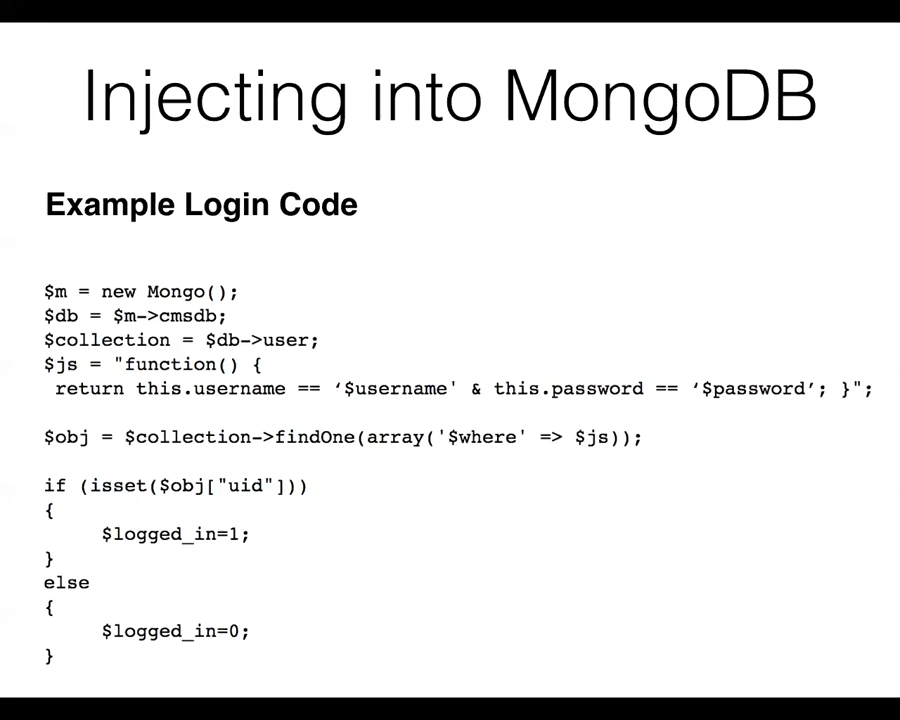 Injecting into MongoDB
Example Login Code
$m = new Mongo();
$db = $m->cmsdb;
$collection = $db->user;
$js = "function() {
return this.username == ‘$username' & this.password == ‘$password’; }";
$obj = $collection->findOne(array('$where' => $js));
if (isset($obj["uid"]))
{
$logged_in=1;
}
else
{
$logged_in=0;
}